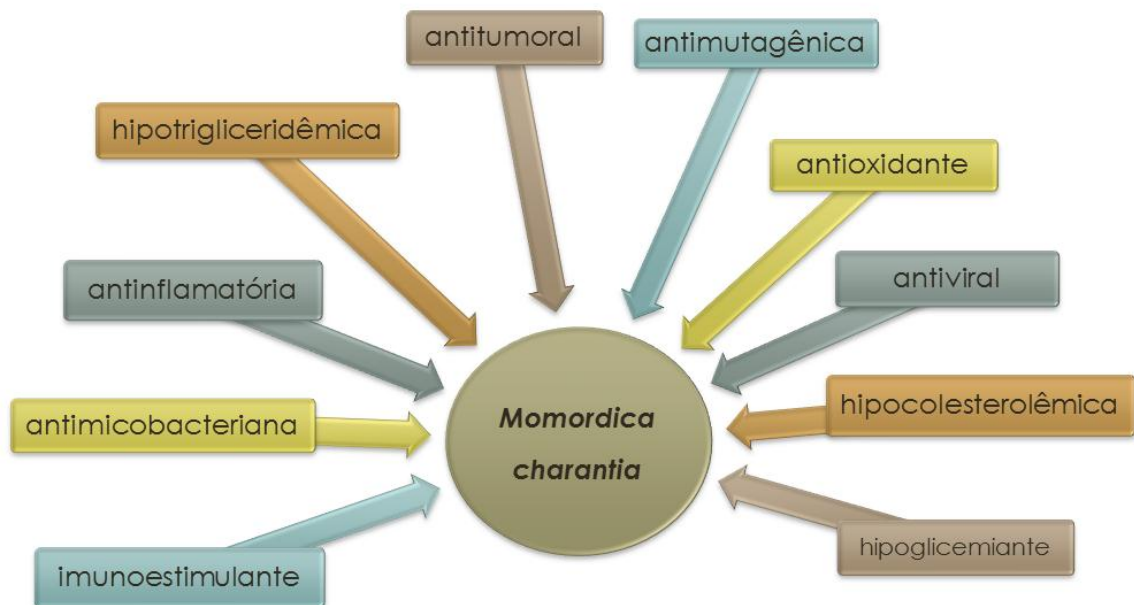 antitumoral
antimutagênica
hipotrigliceridêmica
antioxidante
antinflamatória
antiviral
antimicobacteriana
hipocolesterolêmica
Momordica
charantia
imunoestimulante
hipoglicemiante